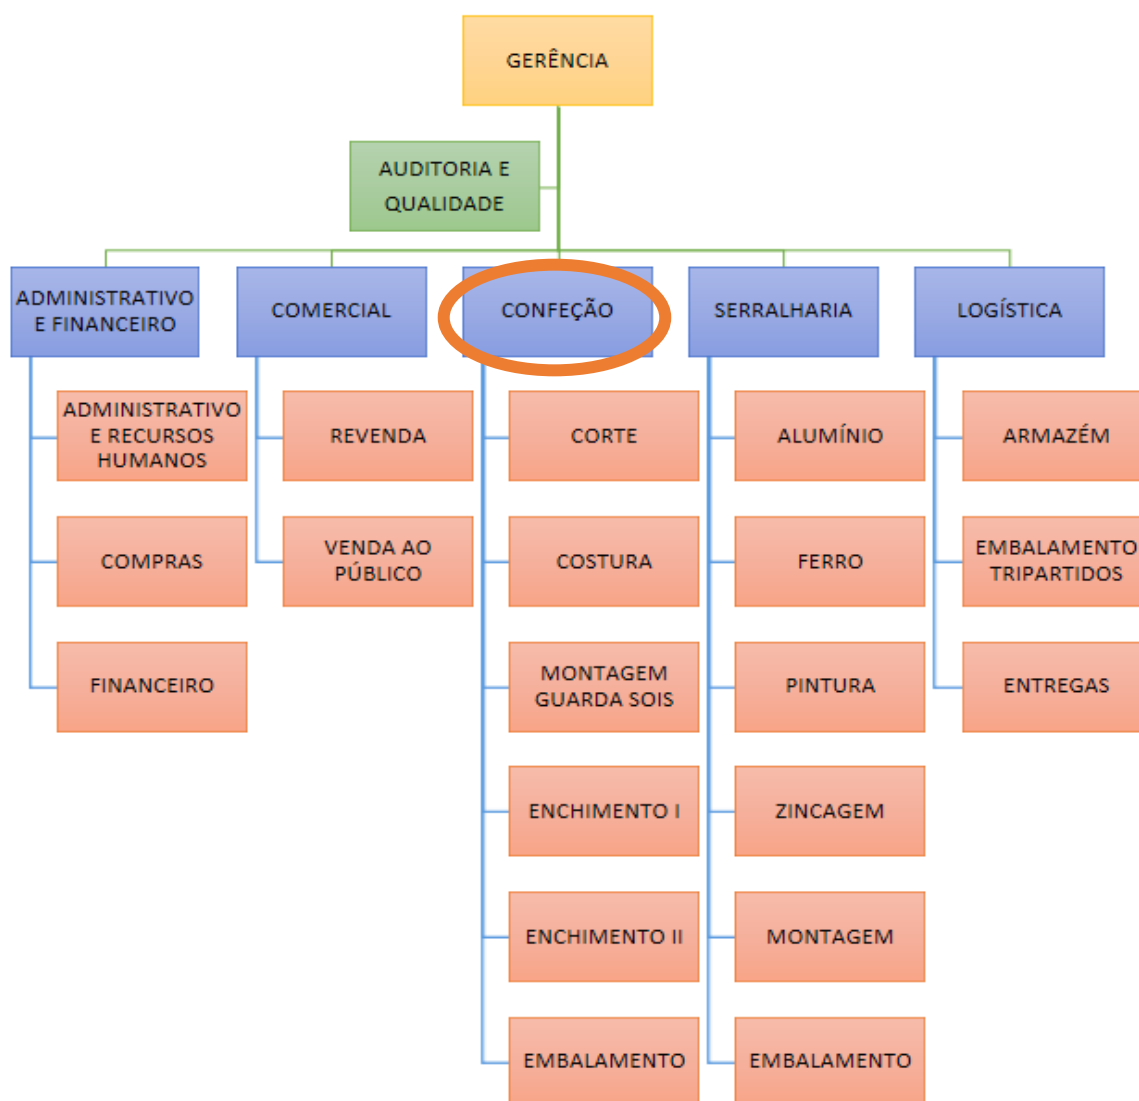 GERÊNCIA
AUDITORIA E
QUALIDADE
ADMINISTRATIVO
E FINANCEIRO
COMERCIAL
CONFEÇÃO
SERRALHARIA
LOGÍSTICA
ADMINISTRATIVO
E RECURSOS
HUMANOS
REVENDA
CORTE
ALUMÍNIO
ARMAZÉM
COMPRAS
VENDA AO
PÚBLICO
COSTURA
FERRO
EMBALAMENTO
TRIPARTIDOS
FINANCEIRO
MONTAGEM
GUARDA SOIS
PINTURA
ENTREGAS
ENCHIMENTO I
ZINCAGEM
ENCHIMENTO II
MONTAGEM
EMBALAMENTO
EMBALAMENTO